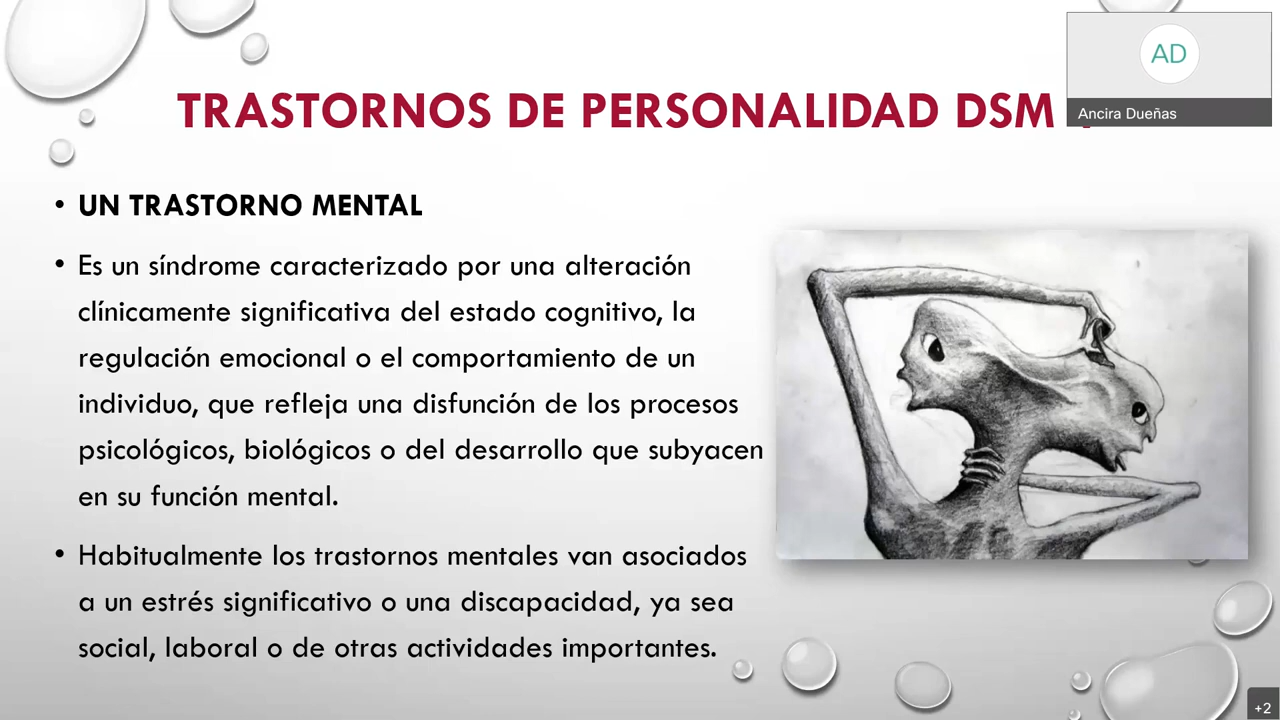 AD
Ancira Dueñas
TRASTORNOS DE PERSONALIDAD DSM
• UN TRASTORNO MENTAL
• Es un síndrome caracterizado por una alteración
clínicamente significativa del estado cognitivo, la
regulación emocional o el comportamiento de un
individuo, que refleja una disfunción de los procesos
psicológicos, biológicos o del desarrollo que subyacen
en su función mental.
• Habitualmente los trastornos mentales van asociados
a un estrés significativo o una discapacidad, ya sea
social, laboral o de otras actividades importantes.
+2